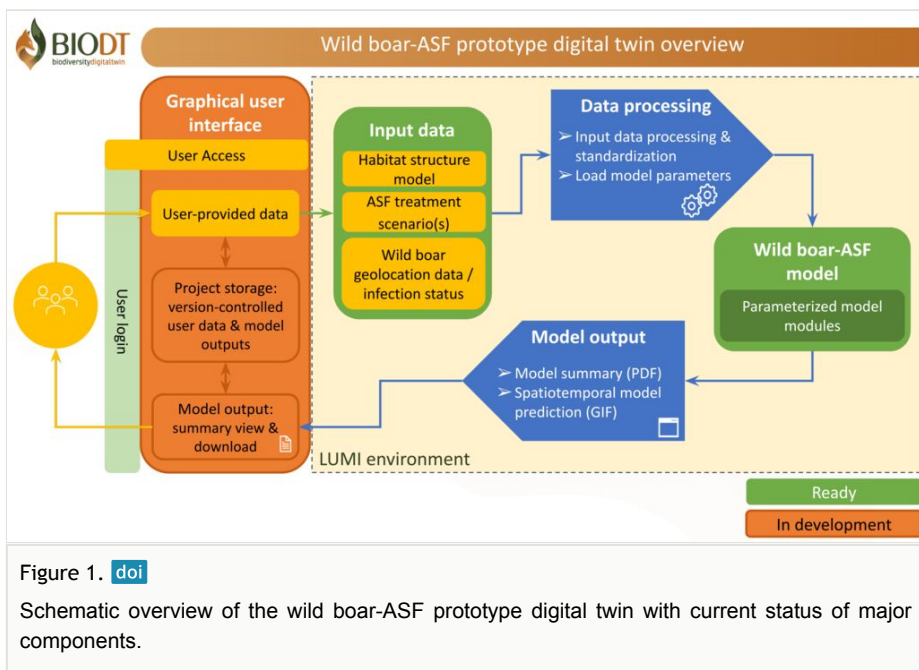 BIODT
biodiversitydigitaltwin
Wild boar-ASF prototype digital twin overview
Graphical user
interface
User Access
User-provided data
Project storage:
version-controlled
user data & model
outputs
Model output:
summary view &
download
User login
Input data
Habitat structure
model
ASF treatment
scenario(s)
Wild boar
geolocation data /
infection status
Data processing
➢ Input data processing &
standardization
➢ Load model parameters
Wild boar-ASF
model
Parameterized model
modules
Model output
➢ Model summary (PDF)
➢ Spatiotemporal model
prediction (GIF)
LUMI environment
Ready
In development
Figure 1. doi
Schematic overview of the wild boar-ASF prototype digital twin with current status of major
components.